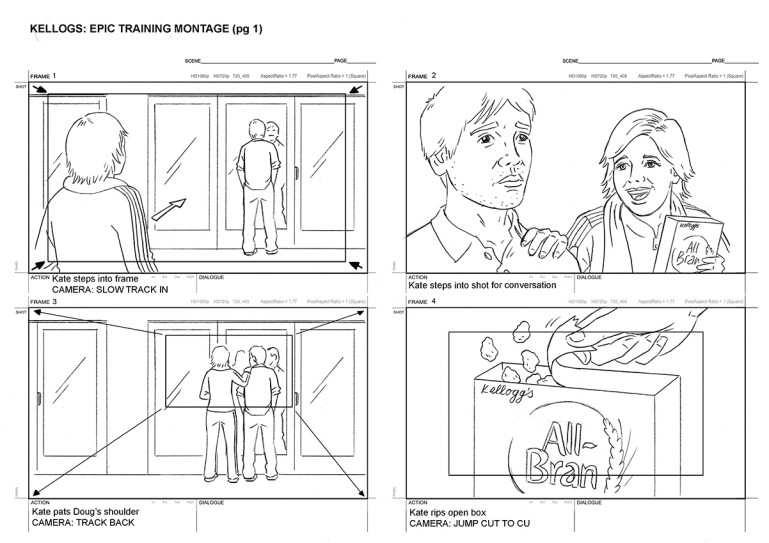 KELLOGS: EPIC TRAINING MONTAGE (pg 1)
SCENE PAGE
SCENE PAGE
FRAME 1 HD1080p HD720p 720_405 AspectRatio = 1.77 PixelAspect Ratio = 1 (Square)
FRAME 2 HD1080p HD720p 720_405 AspectRatio = 1.77 PixelAspect Ratio = 1 (Square)
SHOT
SHOT
Kellogg's
All
Bran
PANEL
PANEL
ACTION DIALOGUE
ACTION DIALOGUE
Kate steps into frame
CAMERA: SLOW TRACK IN
Kate steps into shot for conversation
FRAME 3 HD1080p HD720p 720_405 AspectRatio = 1.77 PixelAspect Ratio = 1 (Square)
FRAME 4 HD1080p HD720p 720_405 AspectRatio = 1.77 PixelAspect Ratio = 1 (Square)
SHOT
SHOT
Kellogg's
All-
Bran
PANEL
PANEL
ACTION DIALOGUE
ACTION DIALOGUE
Kate pats Doug's shoulder
CAMERA: TRACK BACK
Kate rips open box
CAMERA: JUMP CUT TO CU